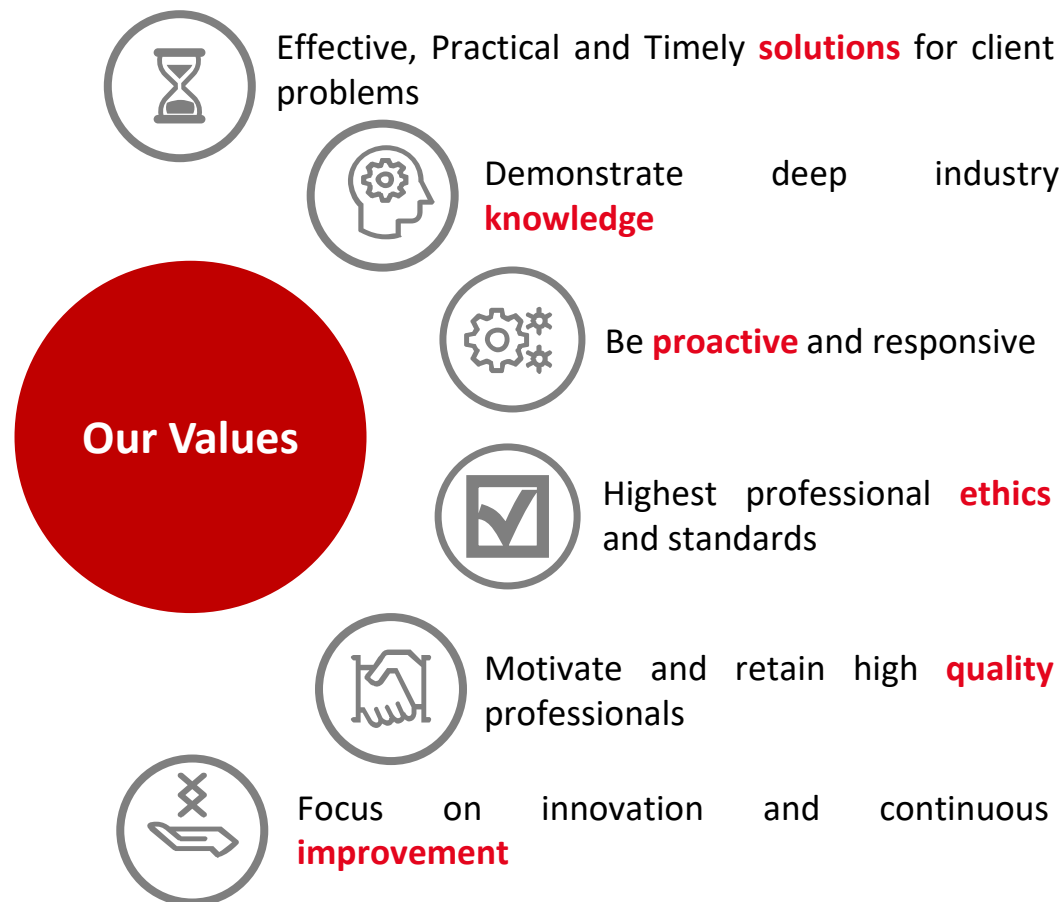 Effective, Practical and Timely solutions for client
problems
Demonstrate deep industry
knowledge
Be proactive and responsive
Our Values
Highest professional ethics
and standards
Motivate and retain high quality
professionals
Focus on innovation and continuous
improvement